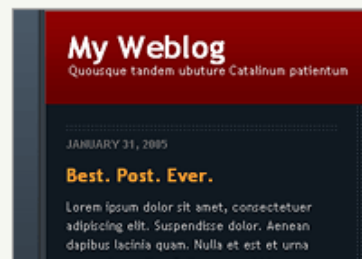 My Weblog
Quousque tandem ubuture Catalinum patientum
JANUARY 31, 2005
Best. Post. Ever.
Lorem ipsum dolor sit amet, consectetuer
adipiscing elit. Suspendisse dolor. Aenean
dapibus lacinia quam. Nulla et est et urna